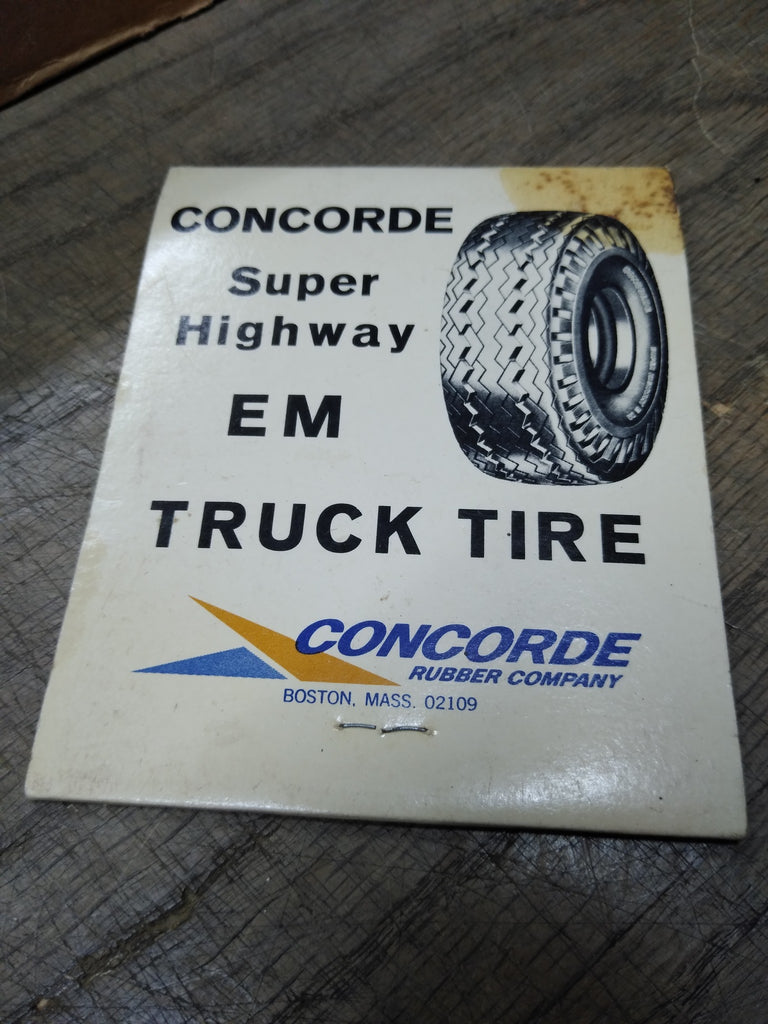 CONCORDE
Super
Highway
EM
TRUCK TIRE
CONCORDE
RUBBER COMPANY
BOSTON, MASS. 02109